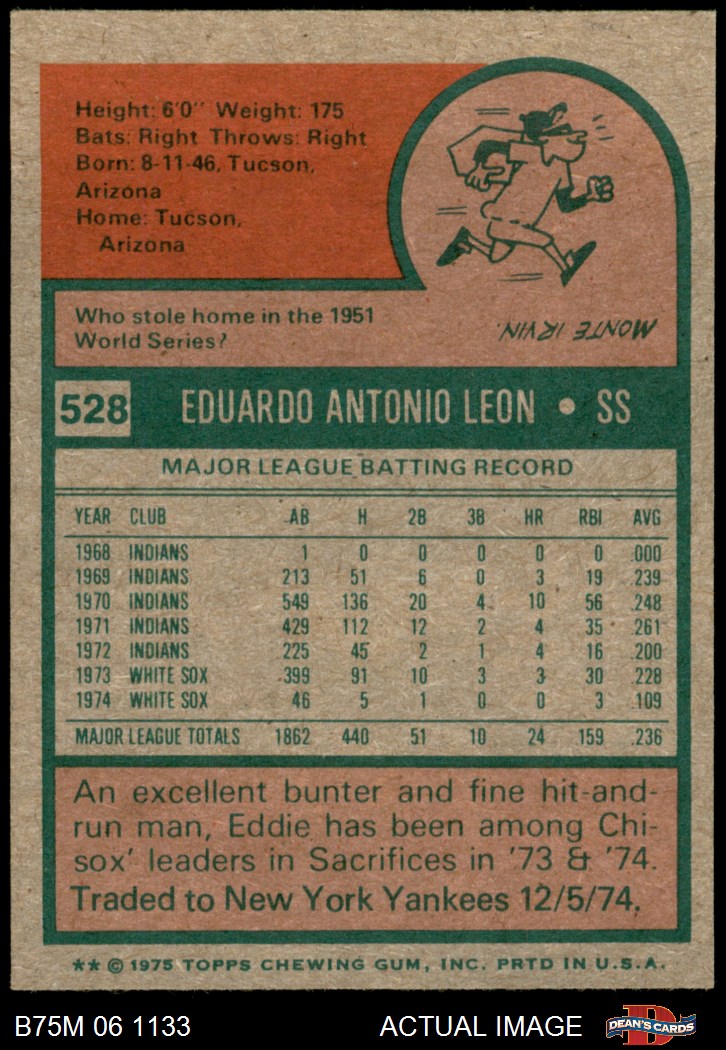 Height: 6'0" Weight: 175
Bats: Right Throws: Right
Born: 8-11-46, Tucson,
Arizona
Home: Tucson,
Arizona
Who stole home in the 1951
World Series?
MONTE IRVIN.
528 EDUARDO ANTONIO LEON • SS
MAJOR LEAGUE BATTING RECORD
YEAR CLUB AB H 2B 3B HR RBI AVG
1968 INDIANS 1 0 0 0 0 0 .000
1969 INDIANS 213 51 6 0 3 19 .239
1970 INDIANS 549 136 20 4 10 56 .248
1971 INDIANS 429 112 12 2 4 35 .261
1972 INDIANS 225 45 2 1 4 16 .200
1973 WHITE SOX 399 91 10 3 3 30 .228
1974 WHITE SOX 46 5 1 0 0 3 .109
MAJOR LEAGUE TOTALS 1862 440 51 10 24 159 .236
An excellent bunter and fine hit-and-
run man, Eddie has been among Chi-
sox' leaders in Sacrifices in '73 & '74.
Traded to New York Yankees 12/5/74.
** © 1975 TOPPS CHEWING GUM, INC. PRTD IN U.S.A.
B75M 06 1133 ACTUAL IMAGE
D
DEAN'S CARDS